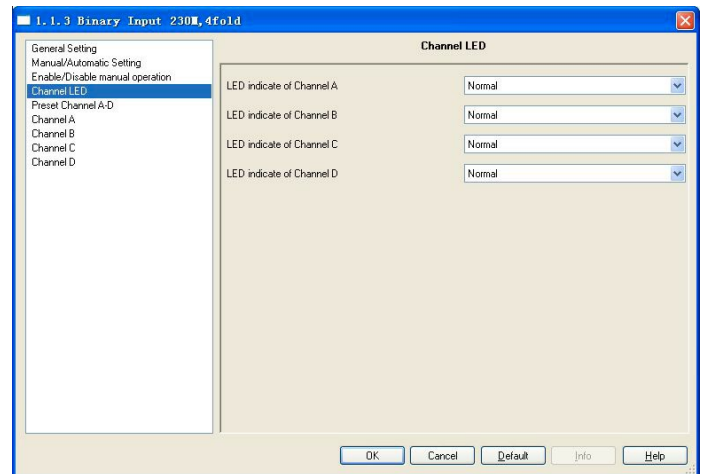 1.1.3 Binary Input 230M,4fold
General Setting
Manual/Automatic Setting
Enable/Disable manual operation
Channel LED
Preset Channel A-D
Channel A
Channel B
Channel C
Channel D
Channel LED
LED indicate of Channel A Normal
LED indicate of Channel B Normal
LED indicate of Channel C Normal
LED indicate of Channel D Normal
OK Cancel Default Info Help